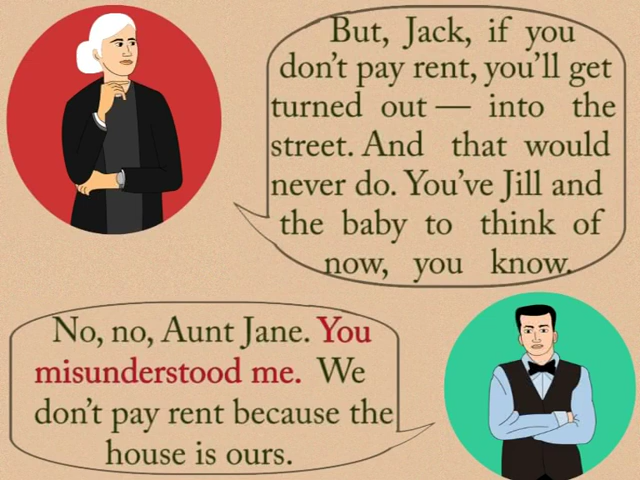 But, Jack, if you
don't pay rent, you'll get
turned out — into the
street. And that would
never do. You've Jill and
the baby to think of
now, you know.
No, no, Aunt Jane. You
misunderstood me. We
don't pay rent because the
house is ours.